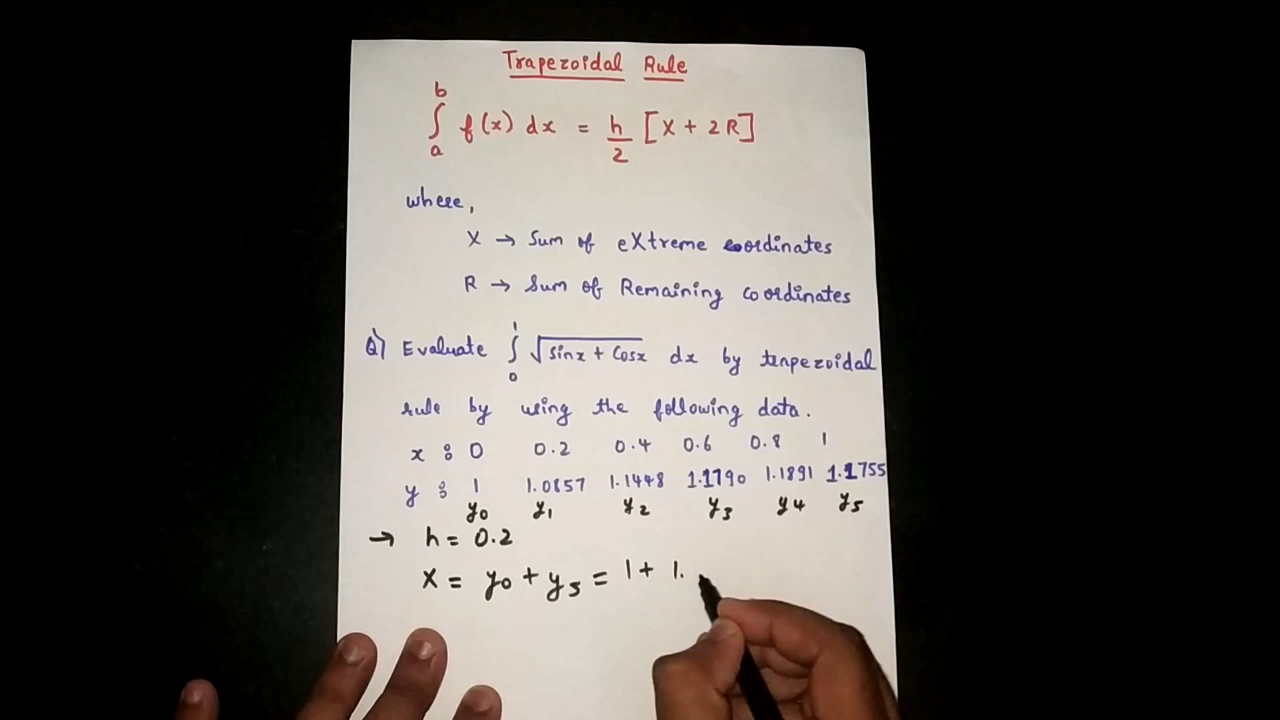 Trapezoidal Rule
b
∫ f(x) dx = h/2 [X + 2R]
a
where,
X → Sum of eXtreme coordinates
R → Sum of Remaining coordinates
Q) Evaluate ∫₀¹ √(sinx + Cosx) dx by trapezoidal
rule by using the following data.
x : 0 0.2 0.4 0.6 0.8 1
y : 1 1.0857 1.1448 1.1790 1.1891 1.1755
y₀ y₁ y₂ y₃ y₄ y₅
→ h = 0.2
X = y₀ + y₅ = 1 + 1.